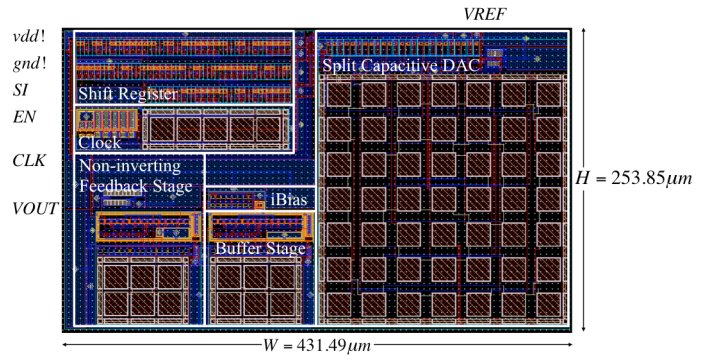 VREF
vdd!
gnd!
SI
EN
CLK
VOUT
Shift Register
Clock
Non-inverting
Feedback Stage
iBias
Buffer Stage
Split Capacitive DAC
H = 253.85μm
W = 431.49μm